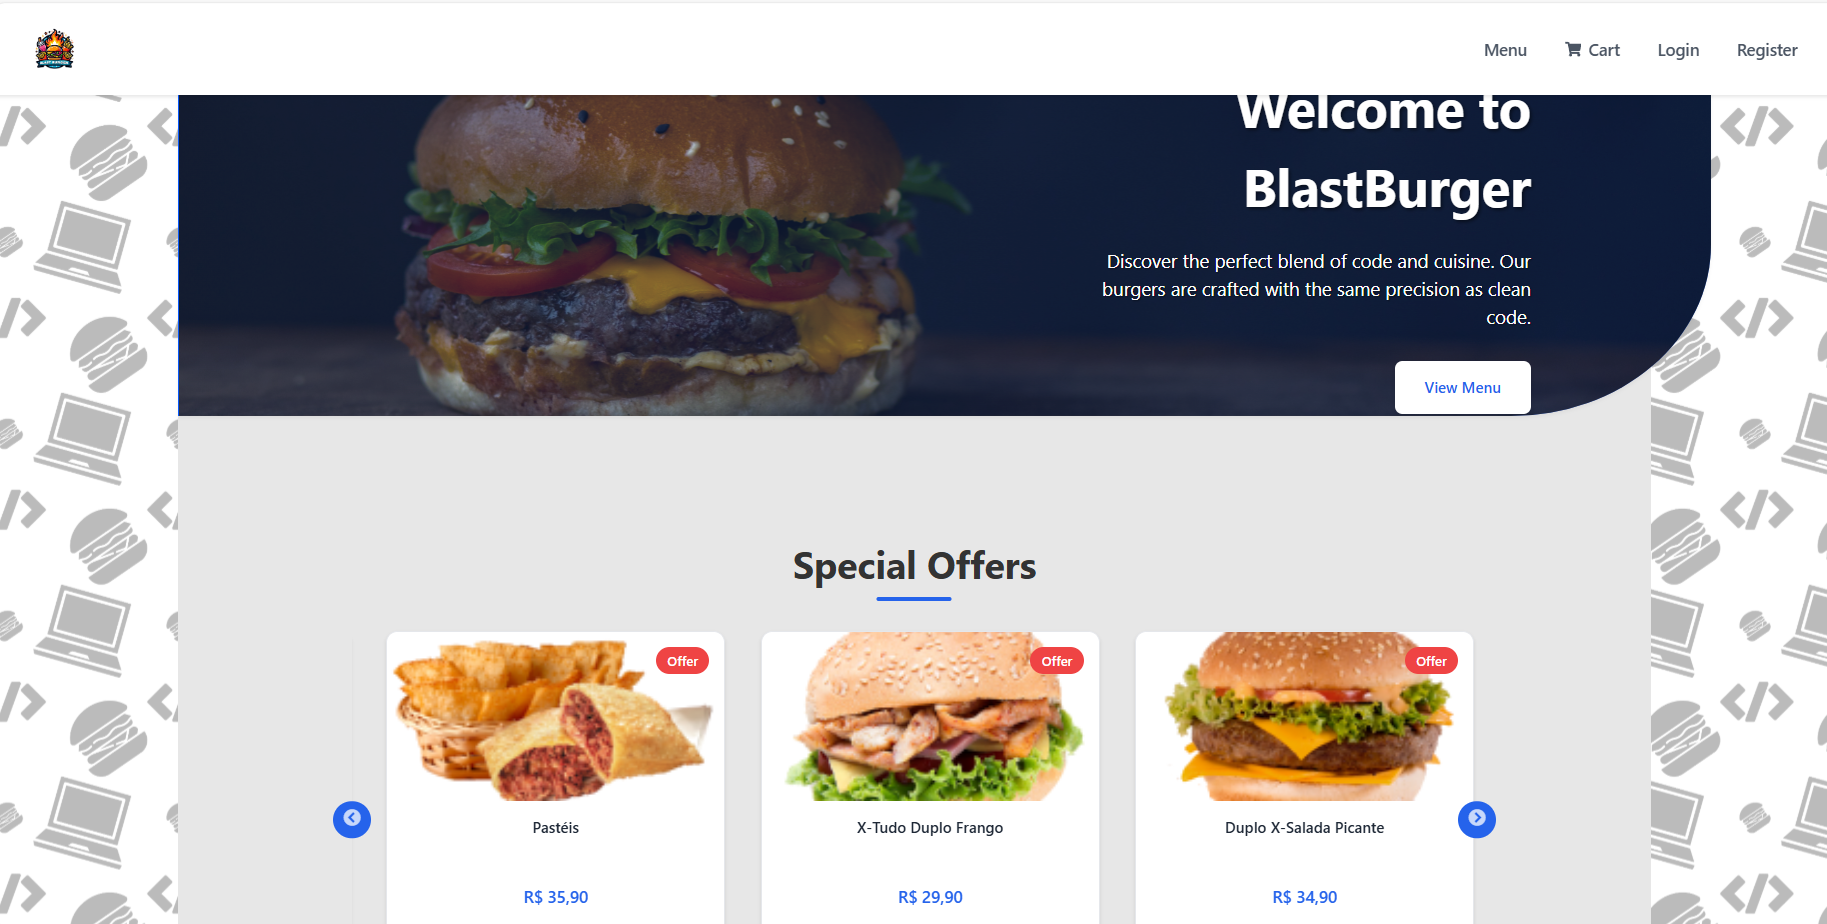 Menu
Cart
Login
Register
Welcome to
BlastBurger
Discover the perfect blend of code and cuisine. Our
burgers are crafted with the same precision as clean
code.
View Menu
Special Offers
Offer
Offer
Offer
Pastéis
X-Tudo Duplo Frango
Duplo X-Salada Picante
R$ 35,90
R$ 29,90
R$ 34,90